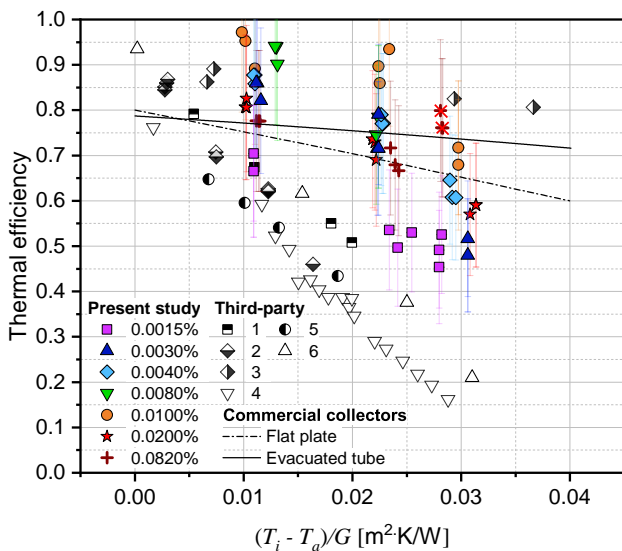 Thermal efficiency
1.0
0.9
0.8
0.7
0.6
0.5
0.4
0.3
0.2
0.1
0.0
Present study Third-party
0.0015% 1 5
0.0030% 2 6
0.0040% 3
0.0080% 4
0.0100% Commercial collectors
0.0200% Flat plate
0.0820% Evacuated tube
0.00 0.01 0.02 0.03 0.04
(Tᵢ - Tₐ)/G [m²·K/W]